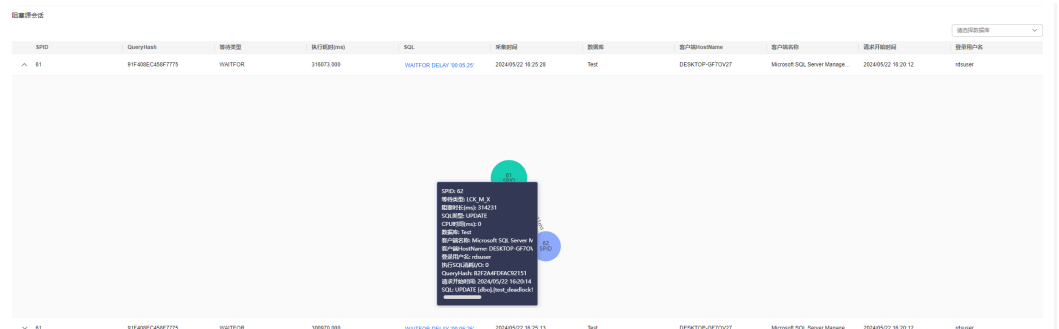 阻塞源会话
请选择数据库
SPID QueryHash 等待类型 执行耗时(ms) SQL 采集时间 数据库 客户端HostName 客户端名称 请求开始时间 登录用户名
61 91F408EC458F7775 WAITFOR 316073.000 WAITFOR DELAY '00:05:25' 2024/05/22 16:25:28 Test DESKTOP-GF7OV27 Microsoft SQL Server Manage... 2024/05/22 16:20:12 rdsuser
61
SPID
SPID: 62
等待类型: LCK_M_X
阻塞时长(ms): 314231
SQL类型: UPDATE
CPU时间(ms): 0
数据库: Test
客户端名称: Microsoft SQL Server M
客户端HostName: DESKTOP-GF7OV
登录用户名: rdsuser
执行SQL消耗I/O: 0
QueryHash: 82F2A4FDFAC92151
请求开始时间: 2024/05/22 16:20:14
SQL: UPDATE [dbo].[test_deadlock1
62
SPID
61 91F408EC458F7775 WAITFOR 300970.000 WAITFOR DELAY '00:05:25' 2024/05/22 16:25:13 Test DESKTOP-GF7OV27 Microsoft SQL Server Manage... 2024/05/22 16:20:12 rdsuser